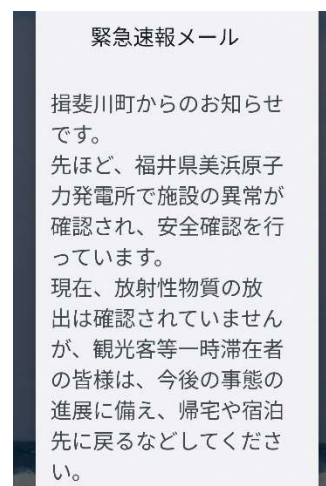 緊急速報メール
揖斐川町からのお知らせ
です。
先ほど、福井県美浜原子
力発電所で施設の異常が
確認され、安全確認を行
っています。
現在、放射性物質の放
出は確認されていません
が、観光客等一時滞在者
の皆様は、今後の事態の
進展に備え、帰宅や宿泊
先に戻るなどしてくださ
い。